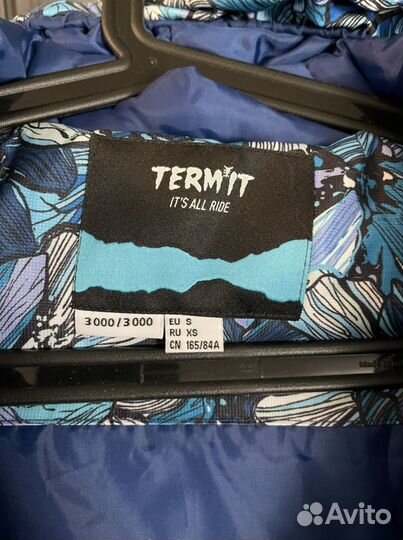 TERMIT
IT'S ALL RIDE
3000/3000
EU S
RU XS
CN 165/84A
Avito